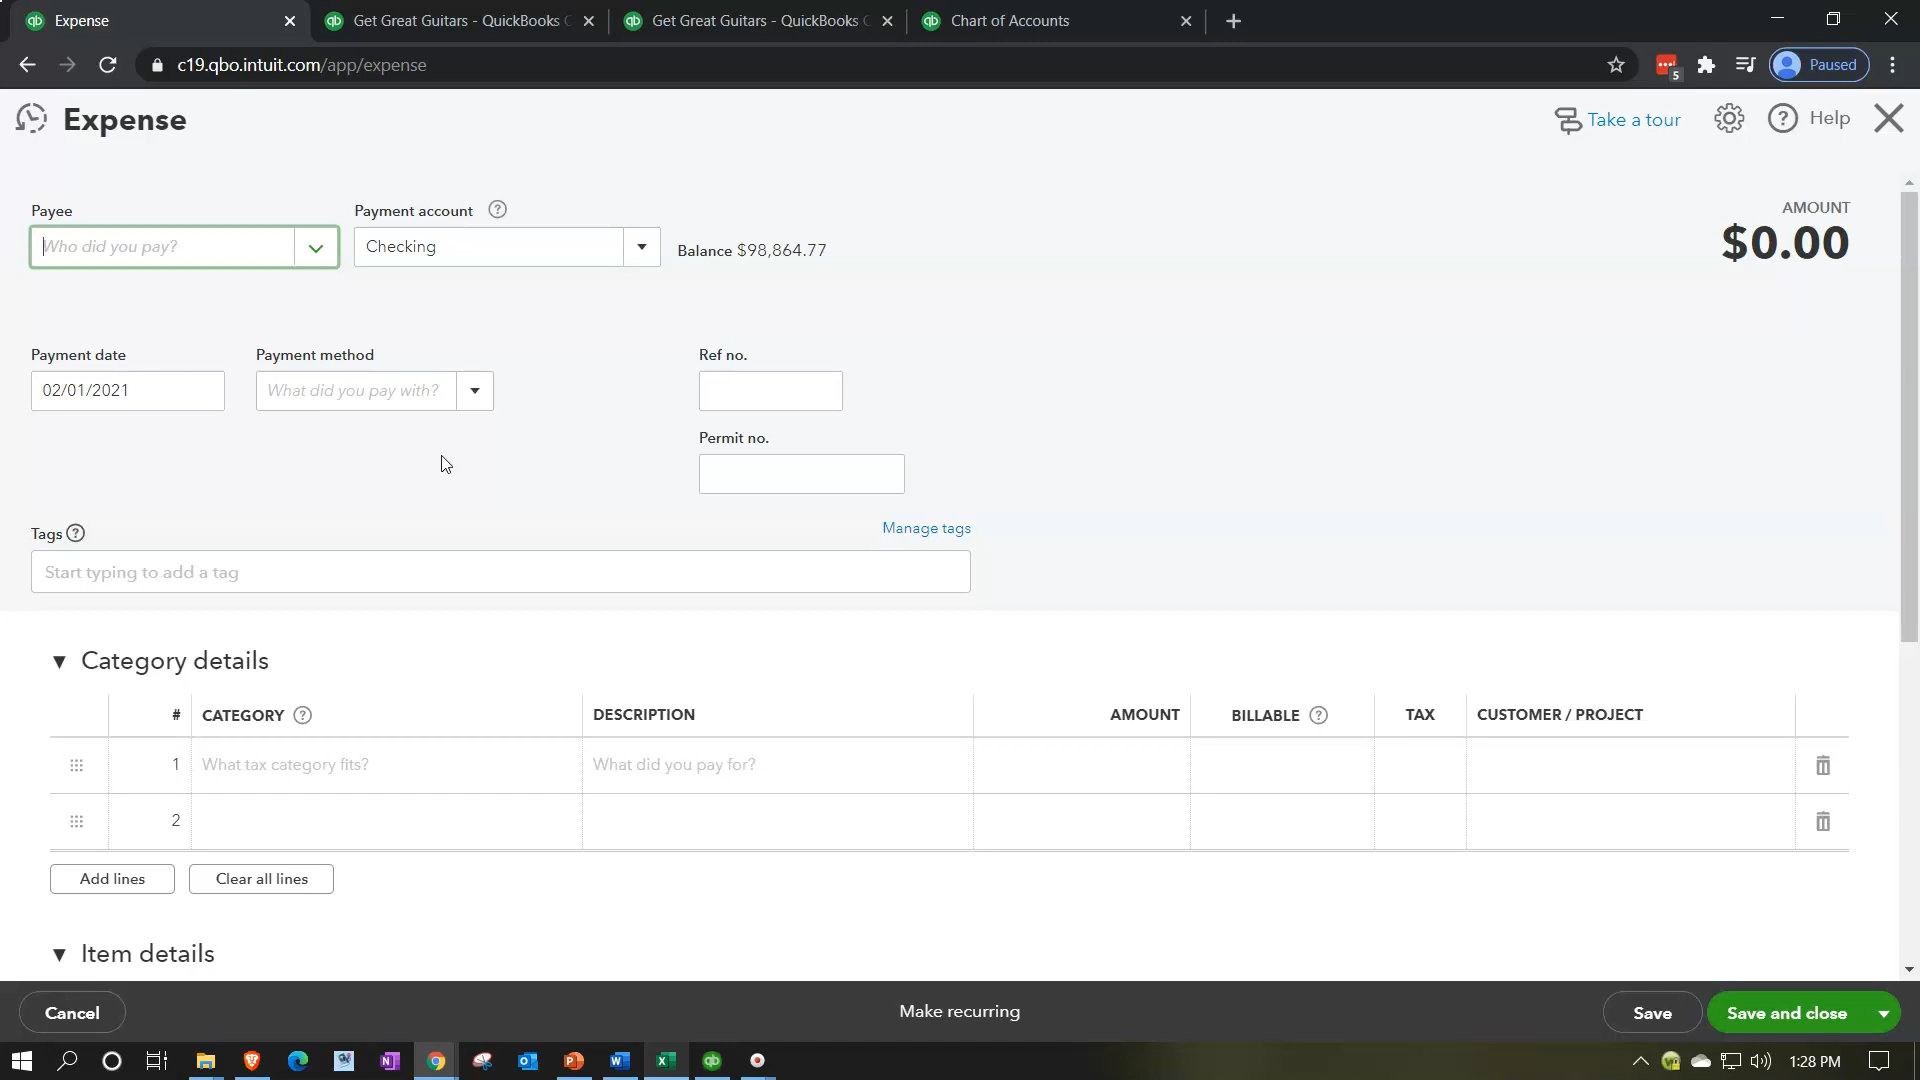 Expense
Get Great Guitars - QuickBooks
Get Great Guitars - QuickBooks
Chart of Accounts
c19.qbo.intuit.com/app/expense
5
Paused
Expense
Take a tour
Help
Payee
Payment account
AMOUNT
Who did you pay?
Checking
Balance $98,864.77
$0.00
Payment date
Payment method
Ref no.
02/01/2021
What did you pay with?
Permit no.
Tags
Manage tags
Start typing to add a tag
Category details
# CATEGORY DESCRIPTION AMOUNT BILLABLE TAX CUSTOMER / PROJECT
1 What tax category fits? What did you pay for?
2
Add lines
Clear all lines
Item details
Cancel
Make recurring
Save
Save and close
1:28 PM